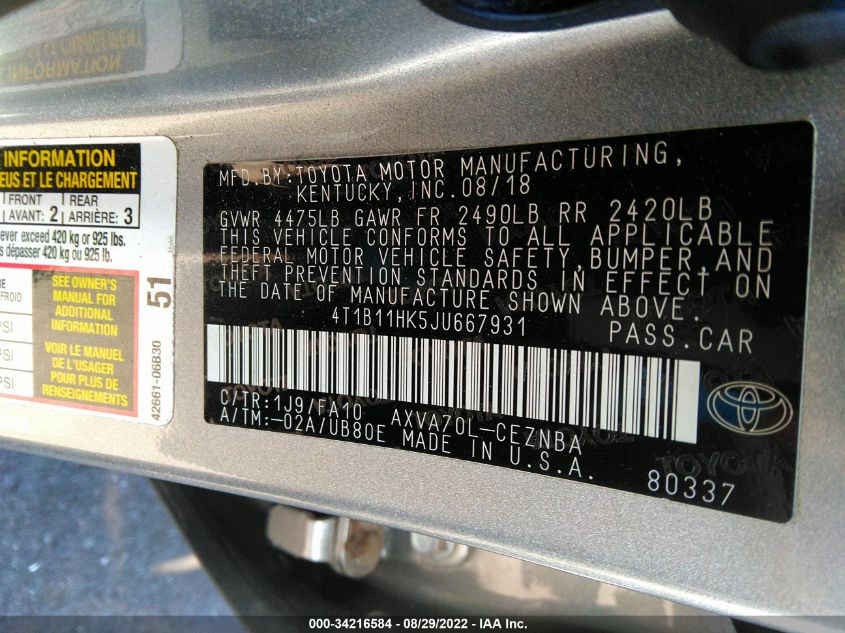 INFORMATION
EUS ET LE CHARGEMENT
FRONT
AVANT: 2
REAR
ARRIÈRE: 3
ever exceed 420 kg or 925 lbs.
dépasser 420 kg ou 925 lb.
FROID
PSI
PSI
SEE OWNER'S
MANUAL FOR
ADDITIONAL
INFORMATION
VOIR LE MANUEL
DE L'USAGER
POUR PLUS DE
RENSEIGNEMENTS
51
42661-06B30
MFD.BY:TOYOTA MOTOR MANUFACTURING,
KENTUCKY,INC.08/18
GVWR 4475LB GAWR FR 2490LB RR 2420LB
THIS VEHICLE CONFORMS TO ALL APPLICABLE
FEDERAL MOTOR VEHICLE SAFETY,BUMPER,AND
THEFT PREVENTION STANDARDS IN EFFECT ON
THE DATE OF MANUFACTURE SHOWN ABOVE.
4T1B11HK5JU667931
PASS.CAR
C/TR:1J9/FA10 AXVA70L-CEZNBA
A/TM:-02A/UB80E MADE IN U.S.A.
TOYOTA
80337
000-34216584 - 08/29/2022 - IAA Inc.